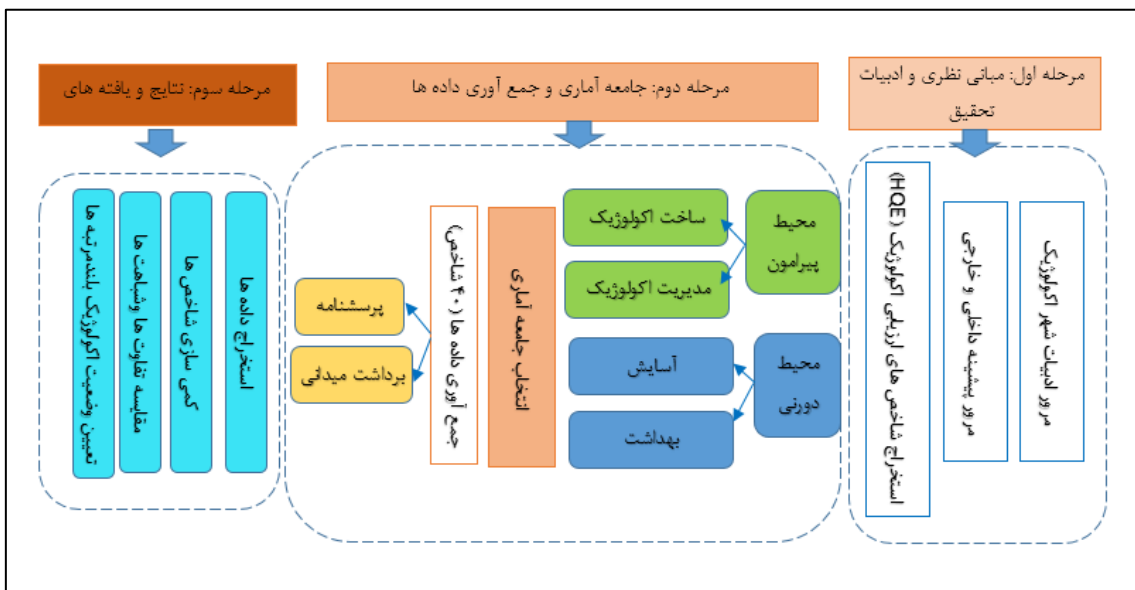 مرحله اول: مبانی نظری و ادبیات
تحقیق
مرور ادبیات شهر اکولوژیک
مرور پیشینه داخلی و خارجی
استخراج شاخص های ارزیلبی اکولوژیک (HQE)
مرحله دوم: جامعه آماری و جمع آوری داده ها
محیط
پیرامون
ساخت اکولوژیک
مدیریت اکولوژیک
محیط
دورنی
آسایش
بهداشت
انتخاب جامعه آماری
جمع آوری داده ها (۴۰ شاخص)
پرسشنامه
برداشت میدانی
مرحله سوم: نتایج و یافته های
استخراج داده ها
کمی سازی شاخص ها
مقایسه تفاوت ها وشباهت ها
تعیین وضعیت اکولوژیک بلندمرتبه ها